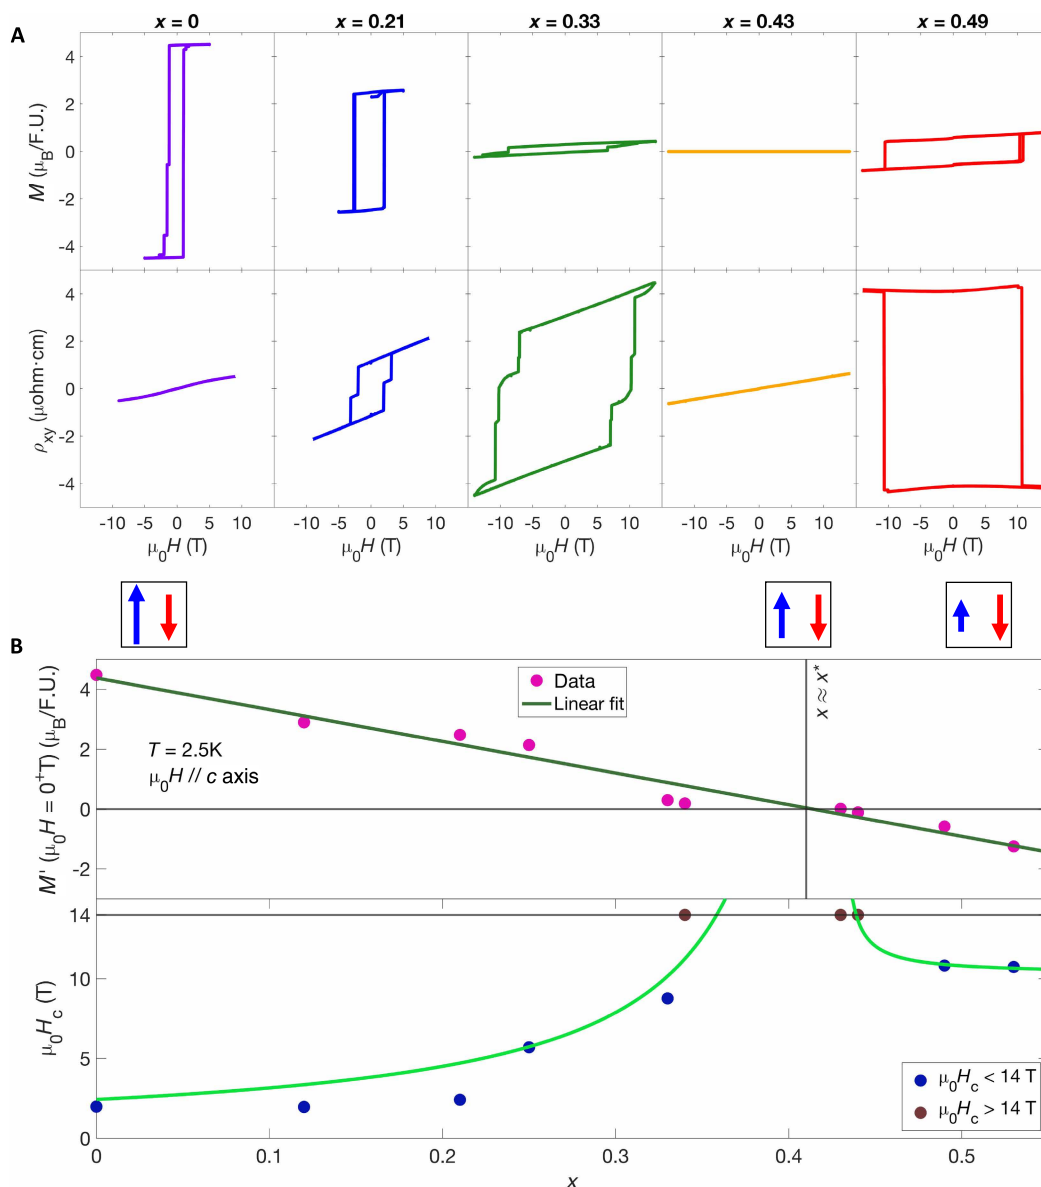 x = 0 x = 0.21 x = 0.33 x = 0.43 x = 0.49
A
M (μB/F.U.)
4
2
0
-2
-4
ρxy (μohm·cm)
4
2
0
-2
-4
-10 -5 0 5 10 -10 -5 0 5 10 -10 -5 0 5 10 -10 -5 0 5 10 -10 -5 0 5 10
μ0H (T) μ0H (T) μ0H (T) μ0H (T) μ0H (T)
B
M' (μ0H = 0+T) (μB/F.U.)
4
2
0
-2
Data
Linear fit
x ≈ x*
T = 2.5K
μ0H // c axis
μ0Hc (T)
14
10
5
0
μ0Hc < 14 T
μ0Hc > 14 T
0 0.1 0.2 0.3 0.4 0.5
x